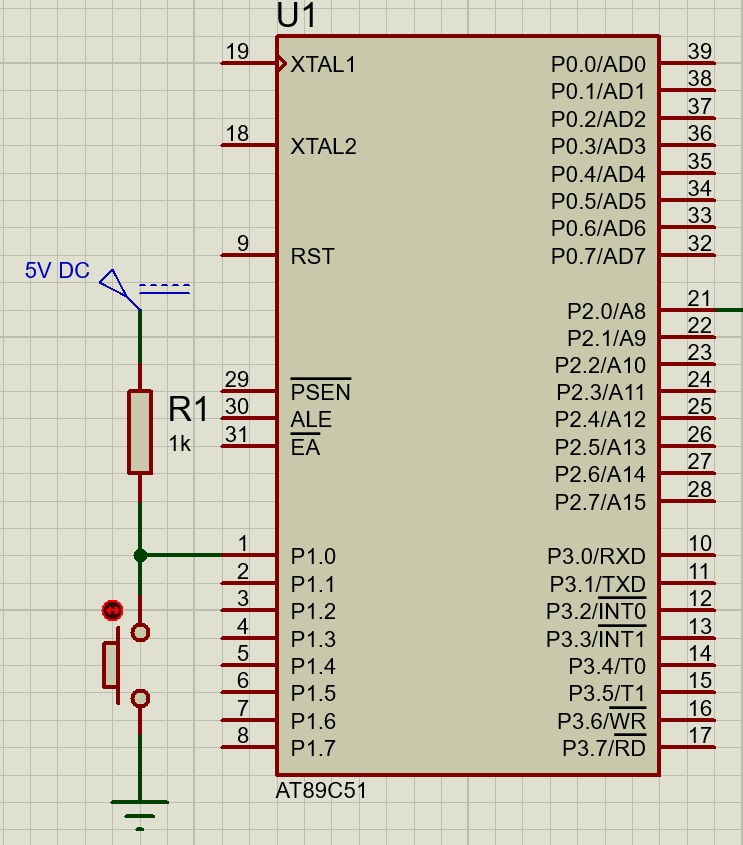 U1
19 XTAL1 P0.0/AD0 39
P0.1/AD1 38
P0.2/AD2 37
18 XTAL2 P0.3/AD3 36
P0.4/AD4 35
P0.5/AD5 34
P0.6/AD6 33
9 RST P0.7/AD7 32
5V DC
P2.0/A8 21
P2.1/A9 22
P2.2/A10 23
29 PSEN P2.3/A11 24
R1
30 ALE P2.4/A12 25
1k
31 EA P2.5/A13 26
P2.6/A14 27
P2.7/A15 28
1 P1.0 P3.0/RXD 10
2 P1.1 P3.1/TXD 11
3 P1.2 P3.2/INT0 12
4 P1.3 P3.3/INT1 13
5 P1.4 P3.4/T0 14
6 P1.5 P3.5/T1 15
7 P1.6 P3.6/WR 16
8 P1.7 P3.7/RD 17
AT89C51